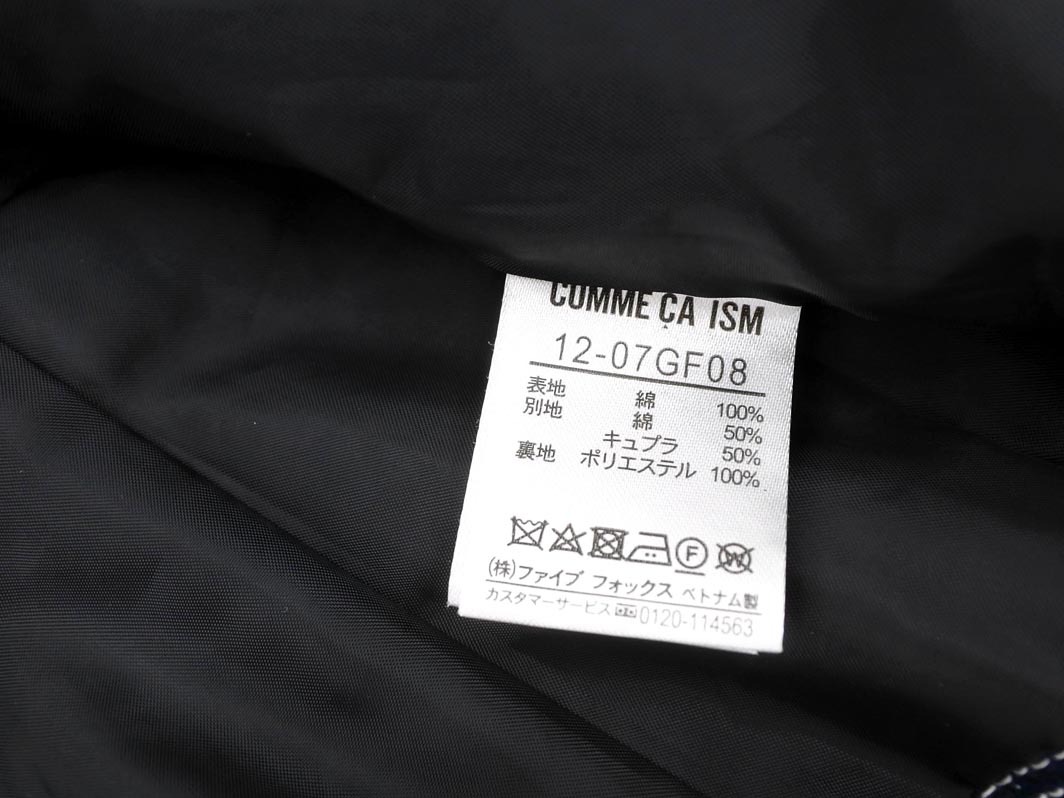 COMME ÇA ISM
12-07GF08
表地 綿 100%
別地 綿 50%
キュプラ 50%
裏地 ポリエステル 100%
F W
(株)ファイブ フォックス ベトナム製
カスタマーサービス 0120-114563